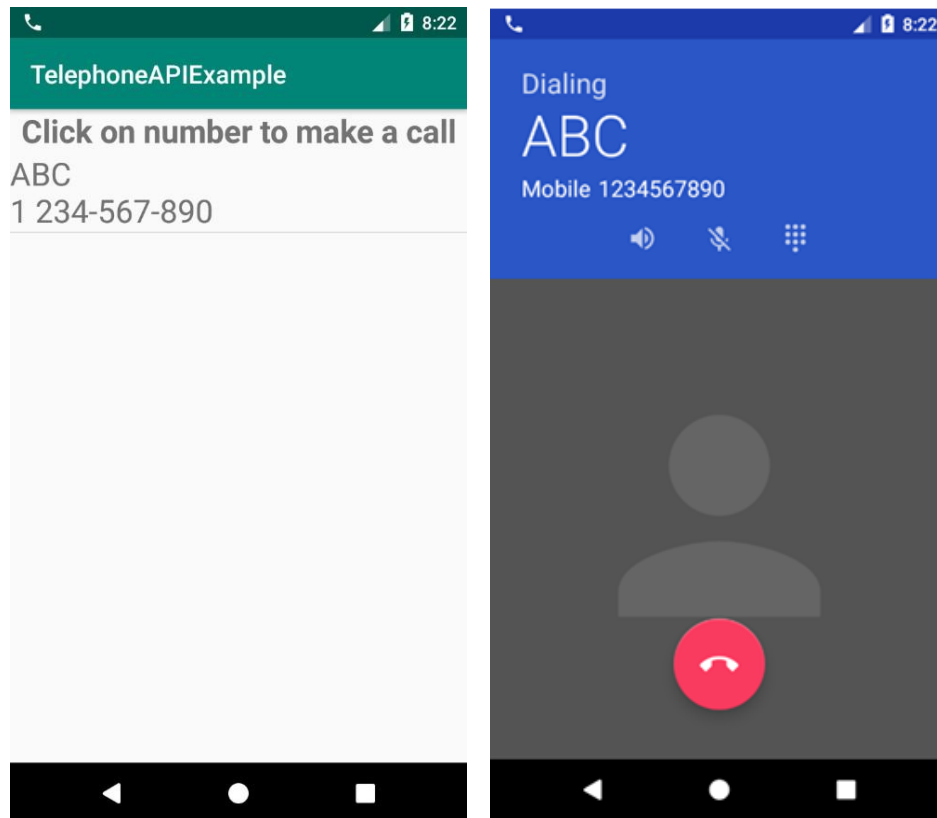 8:22
TelephoneAPIExample
Click on number to make a call
ABC
1 234-567-890
8:22
Dialing
ABC
Mobile 1234567890